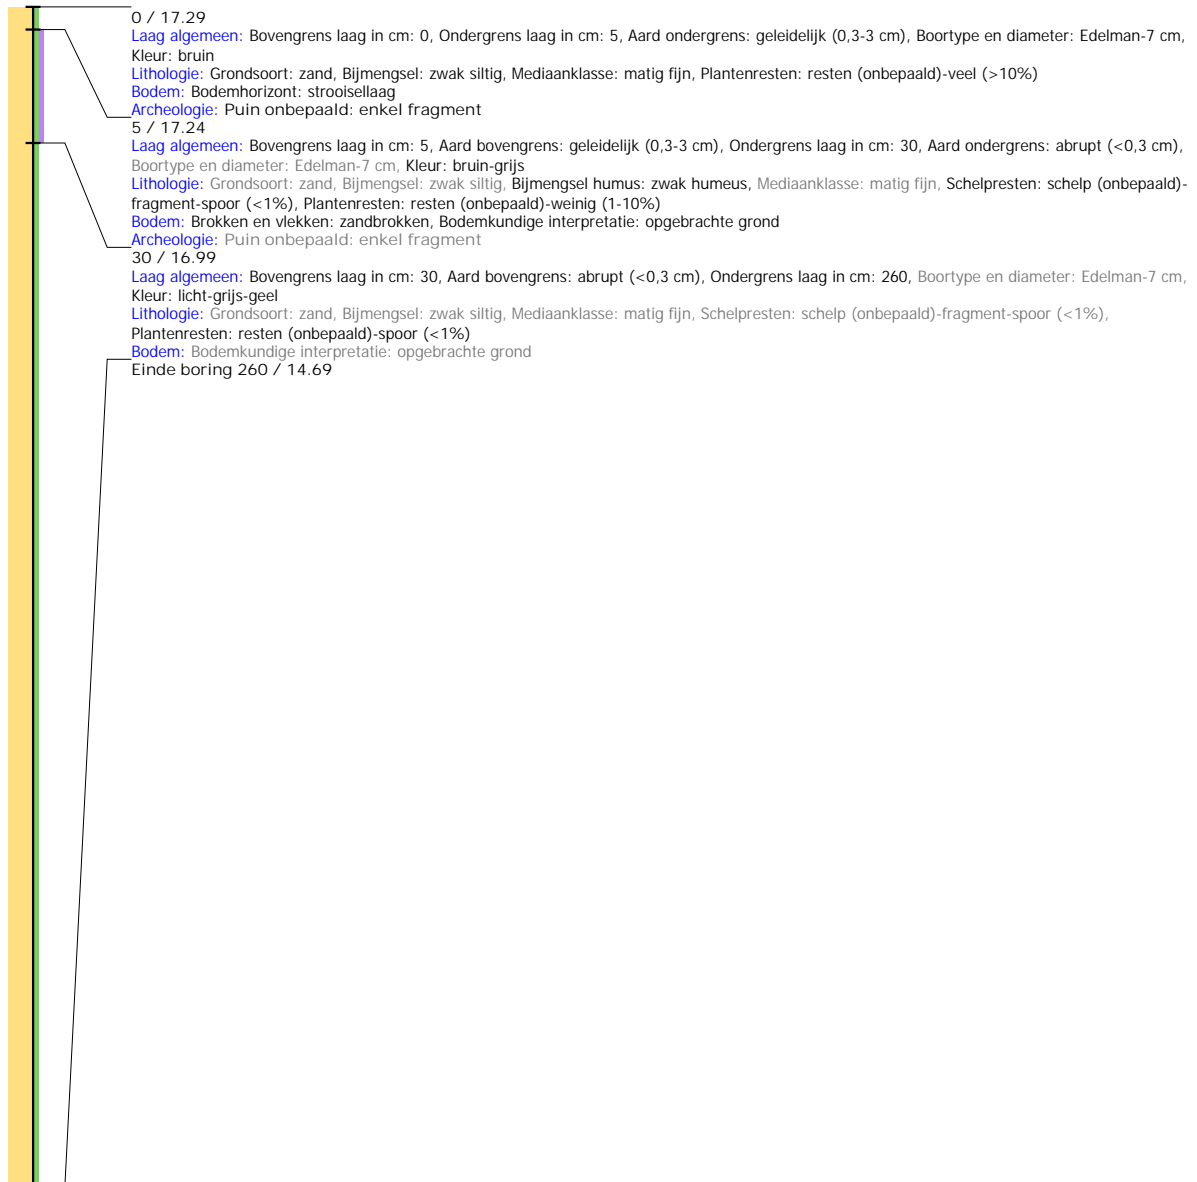 0 / 17.29
Laag algemeen: Bovengrens laag in cm: 0, Ondergrens laag in cm: 5, Aard ondergrens: geleidelijk (0,3-3 cm), Boortype en diameter: Edelman-7 cm,
Kleur: bruin
Lithologie: Grondsoort: zand, Bijmengsel: zwak siltig, Mediaanklasse: matig fijn, Plantenresten: resten (onbepaald)-veel (>10%)
Bodem: Bodemhorizont: strooisellaag
Archeologie: Puin onbepaald: enkel fragment
5 / 17.24
Laag algemeen: Bovengrens laag in cm: 5, Aard bovengrens: geleidelijk (0,3-3 cm), Ondergrens laag in cm: 30, Aard ondergrens: abrupt (<0,3 cm),
Boortype en diameter: Edelman-7 cm, Kleur: bruin-grijs
Lithologie: Grondsoort: zand, Bijmengsel: zwak siltig, Bijmengsel humus: zwak humeus, Mediaanklasse: matig fijn, Schelpresten: schelp (onbepaald)-
fragment-spoor (<1%), Plantenresten: resten (onbepaald)-weinig (1-10%)
Bodem: Brokken en vlekken: zandbrokken, Bodemkundige interpretatie: opgebrachte grond
Archeologie: Puin onbepaald: enkel fragment
30 / 16.99
Laag algemeen: Bovengrens laag in cm: 30, Aard bovengrens: abrupt (<0,3 cm), Ondergrens laag in cm: 260, Boortype en diameter: Edelman-7 cm,
Kleur: licht-grijs-geel
Lithologie: Grondsoort: zand, Bijmengsel: zwak siltig, Mediaanklasse: matig fijn, Schelpresten: schelp (onbepaald)-fragment-spoor (<1%),
Plantenresten: resten (onbepaald)-spoor (<1%)
Bodem: Bodemkundige interpretatie: opgebrachte grond
Einde boring 260 / 14.69